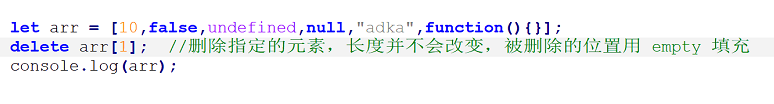 let arr = [10,false,undefined,null,"adka",function(){}];
delete arr[1];  //删除指定的元素，长度并不会改变，被删除的位置用 empty 填充
console.log(arr);